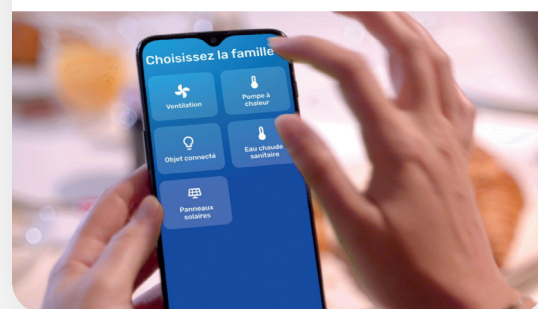 Choisissez la famille
Ventilation
Pompe à
chaleur
Objet connecté
Eau chaude
sanitaire
Panneaux
solaires